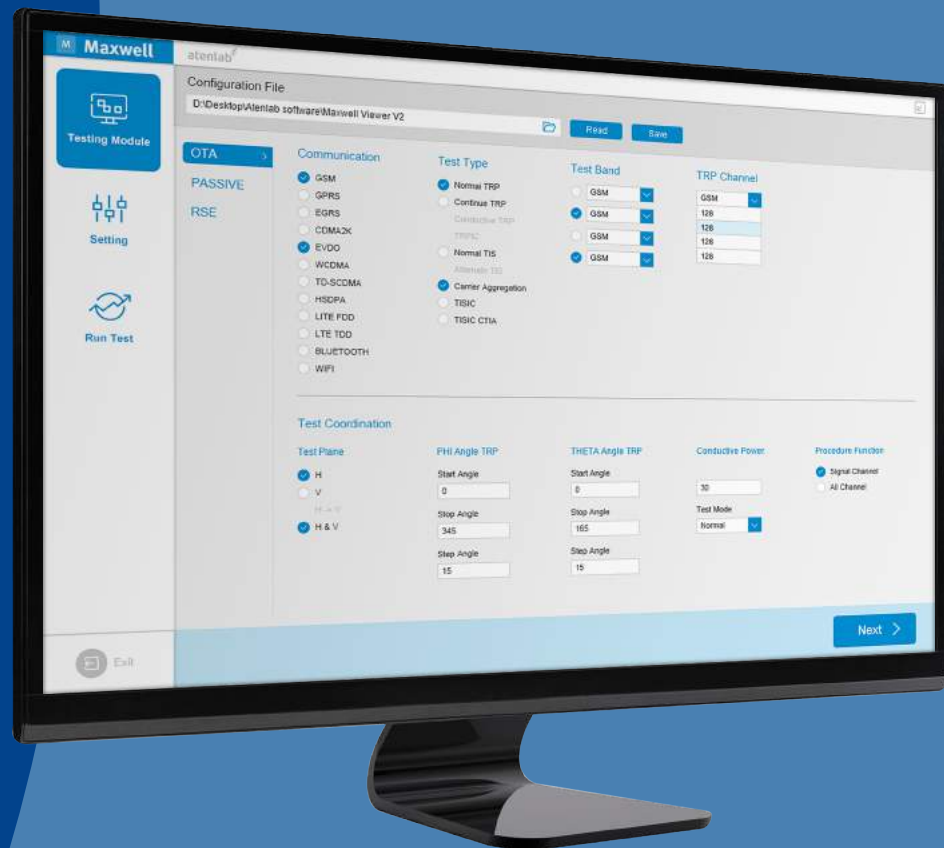 M Maxwell
atenlab
Configuration File
D:\Desktop\Atenlab software\Maxwell Viewer V2
Read
Save
Testing Module
Setting
Run Test
Exit
OTA >
PASSIVE
RSE
Communication
GSM
GPRS
EGRS
CDMA2K
EVDO
WCDMA
TD-SCDMA
HSDPA
LITE FDD
LTE TDD
BLUETOOTH
WIFI
Test Type
Normal TRP
Continue TRP
Conductive TRP
Normal TIS
Alternate TIS
Carrier Aggregation
TISIC
TISIC CTIA
Test Band
GSM
GSM
GSM
GSM
TRP Channel
GSM
128
128
128
128
Test Coordination
Test Plane
H
V
H & V
PHI Angle TRP
Start Angle
0
Stop Angle
345
Step Angle
15
THETA Angle TRP
Start Angle
0
Stop Angle
165
Step Angle
15
Conductive Power
30
Test Mode
Normal
Procedure Function
Signal Channel
All Channel
Next >